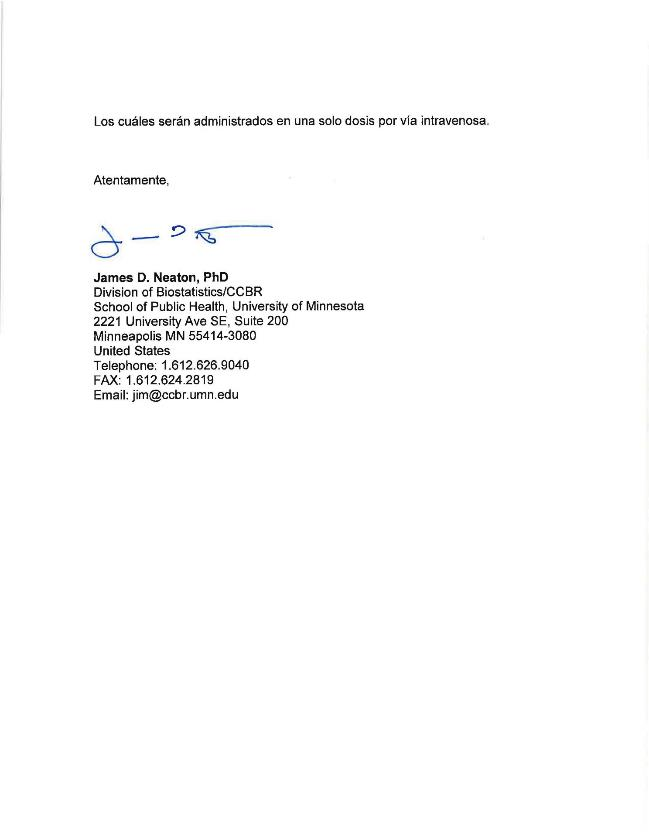 Los cuáles serán administrados en una solo dosis por vía intravenosa.
Atentamente,
James D. Neaton, PhD
Division of Biostatistics/CCBR
School of Public Health, University of Minnesota
2221 University Ave SE, Suite 200
Minneapolis MN 55414-3080
United States
Telephone: 1.612.626.9040
FAX: 1.612.624.2819
Email: jim@ccbr.umn.edu